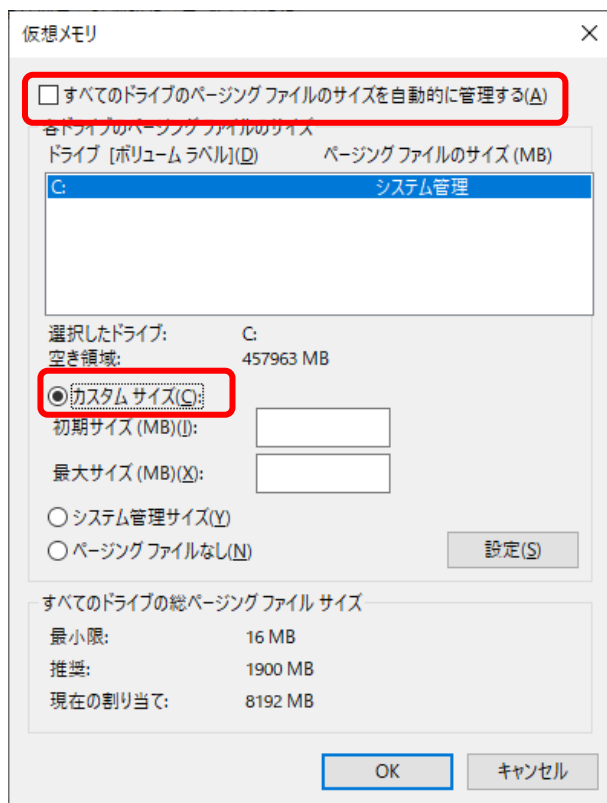 仮想メモリ
すべてのドライブのページング ファイルのサイズを自動的に管理する(A)
各ドライブのページング ファイルのサイズ
ドライブ [ボリューム ラベル](D) ページング ファイルのサイズ (MB)
C: システム管理
選択したドライブ: C:
空き領域: 457963 MB
カスタム サイズ(C):
初期サイズ (MB)(I):
最大サイズ (MB)(X):
システム管理サイズ(Y)
ページング ファイルなし(N) 設定(S)
すべてのドライブの総ページング ファイル サイズ
最小限: 16 MB
推奨: 1900 MB
現在の割り当て: 8192 MB
OK キャンセル